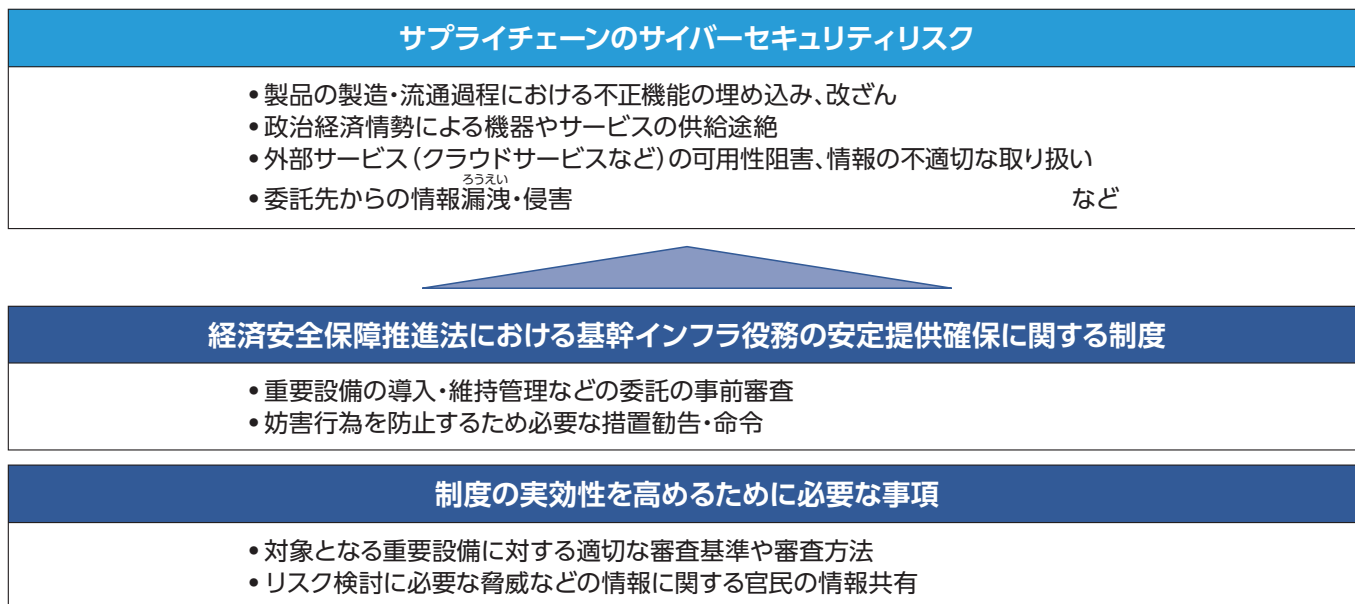 サプライチェーンのサイバーセキュリティリスク
•製品の製造・流通過程における不正機能の埋め込み、改ざん
•政治経済情勢による機器やサービスの供給途絶
•外部サービス(クラウドサービスなど)の可用性阻害、情報の不適切な取り扱い
ろうえい
•委託先からの情報漏洩・侵害 など
経済安全保障推進法における基幹インフラ役務の安定提供確保に関する制度
•重要設備の導入・維持管理などの委託の事前審査
•妨害行為を防止するため必要な措置勧告・命令
制度の実効性を高めるために必要な事項
•対象となる重要設備に対する適切な審査基準や審査方法
•リスク検討に必要な脅威などの情報に関する官民の情報共有